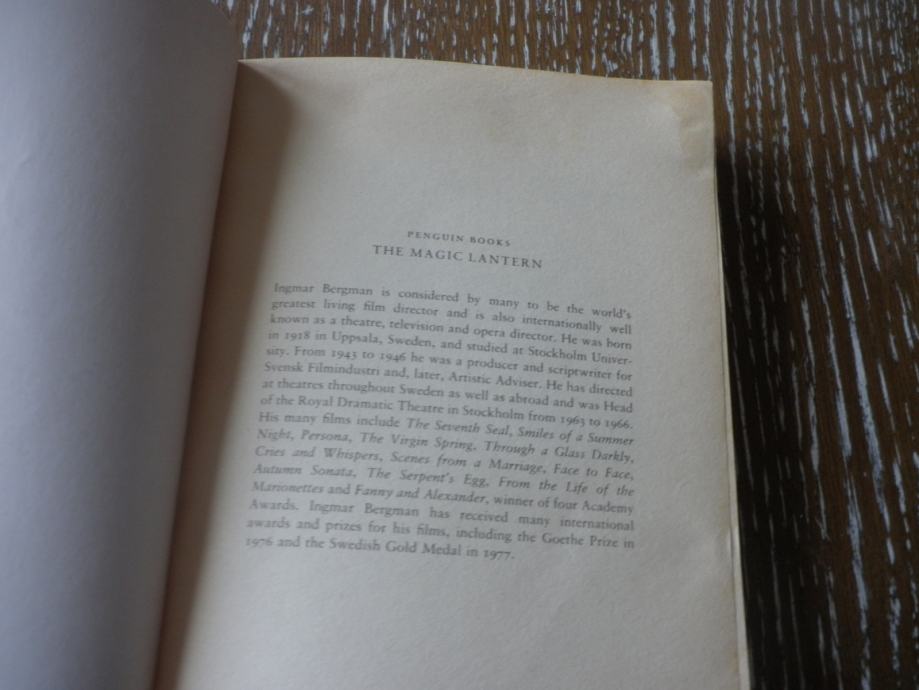 PENGUIN BOOKS
THE MAGIC LANTERN
Ingmar Bergman is considered by many to be the world's
greatest living film director and is also internationally well
known as a theatre, television and opera director. He was born
in 1918 in Uppsala, Sweden, and studied at Stockholm Univer-
sity. From 1943 to 1946 he was a producer and scriptwriter for
Svensk Filmindustri and, later, Artistic Adviser. He has directed
at theatres throughout Sweden as well as abroad and was Head
of the Royal Dramatic Theatre in Stockholm from 1963 to 1966.
His many films include The Seventh Seal, Smiles of a Summer
Night, Persona, The Virgin Spring, Through a Glass Darkly,
Cries and Whispers, Scenes from a Marriage, Face to Face,
Autumn Sonata, The Serpent's Egg, From the Life of the
Marionettes and Fanny and Alexander, winner of four Academy
Awards. Ingmar Bergman has received many international
awards and prizes for his films, including the Goethe Prize in
1976 and the Swedish Gold Medal in 1977.